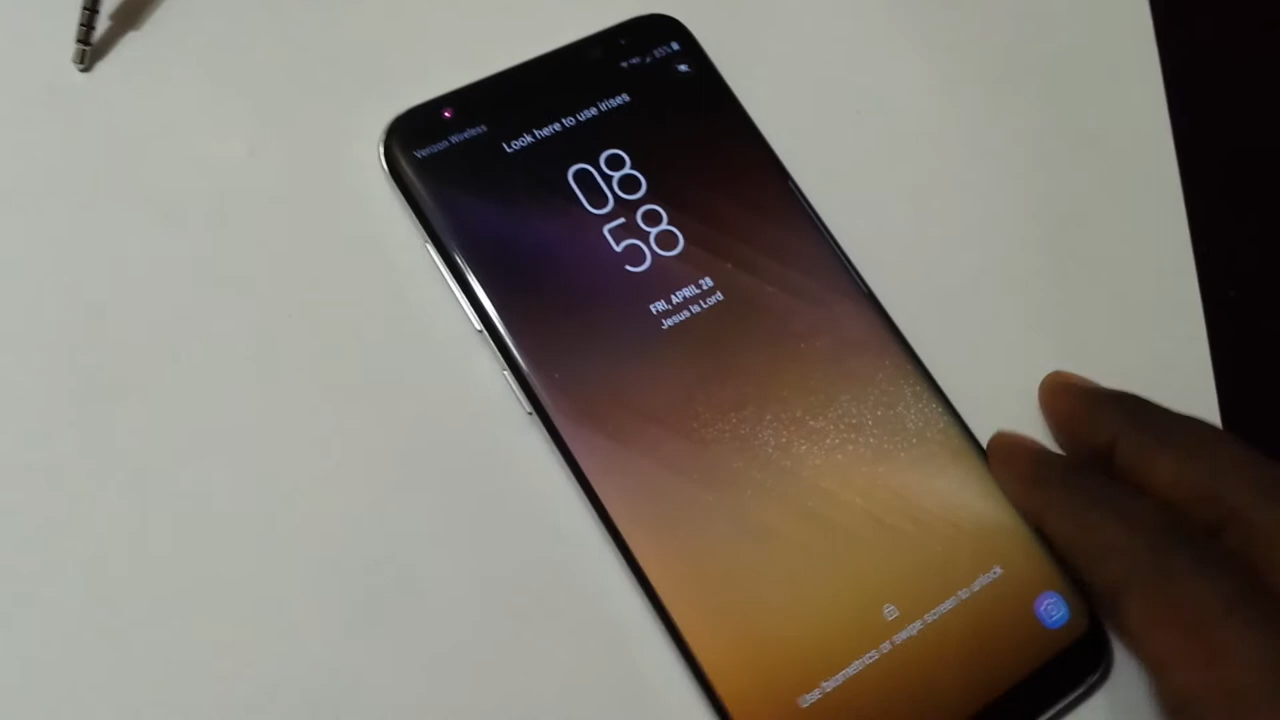 85%
Verizon Wireless
Look here to use irises
08
58
FRI, APRIL 28
Jesus Is Lord
Use biometrics or swipe screen to unlock